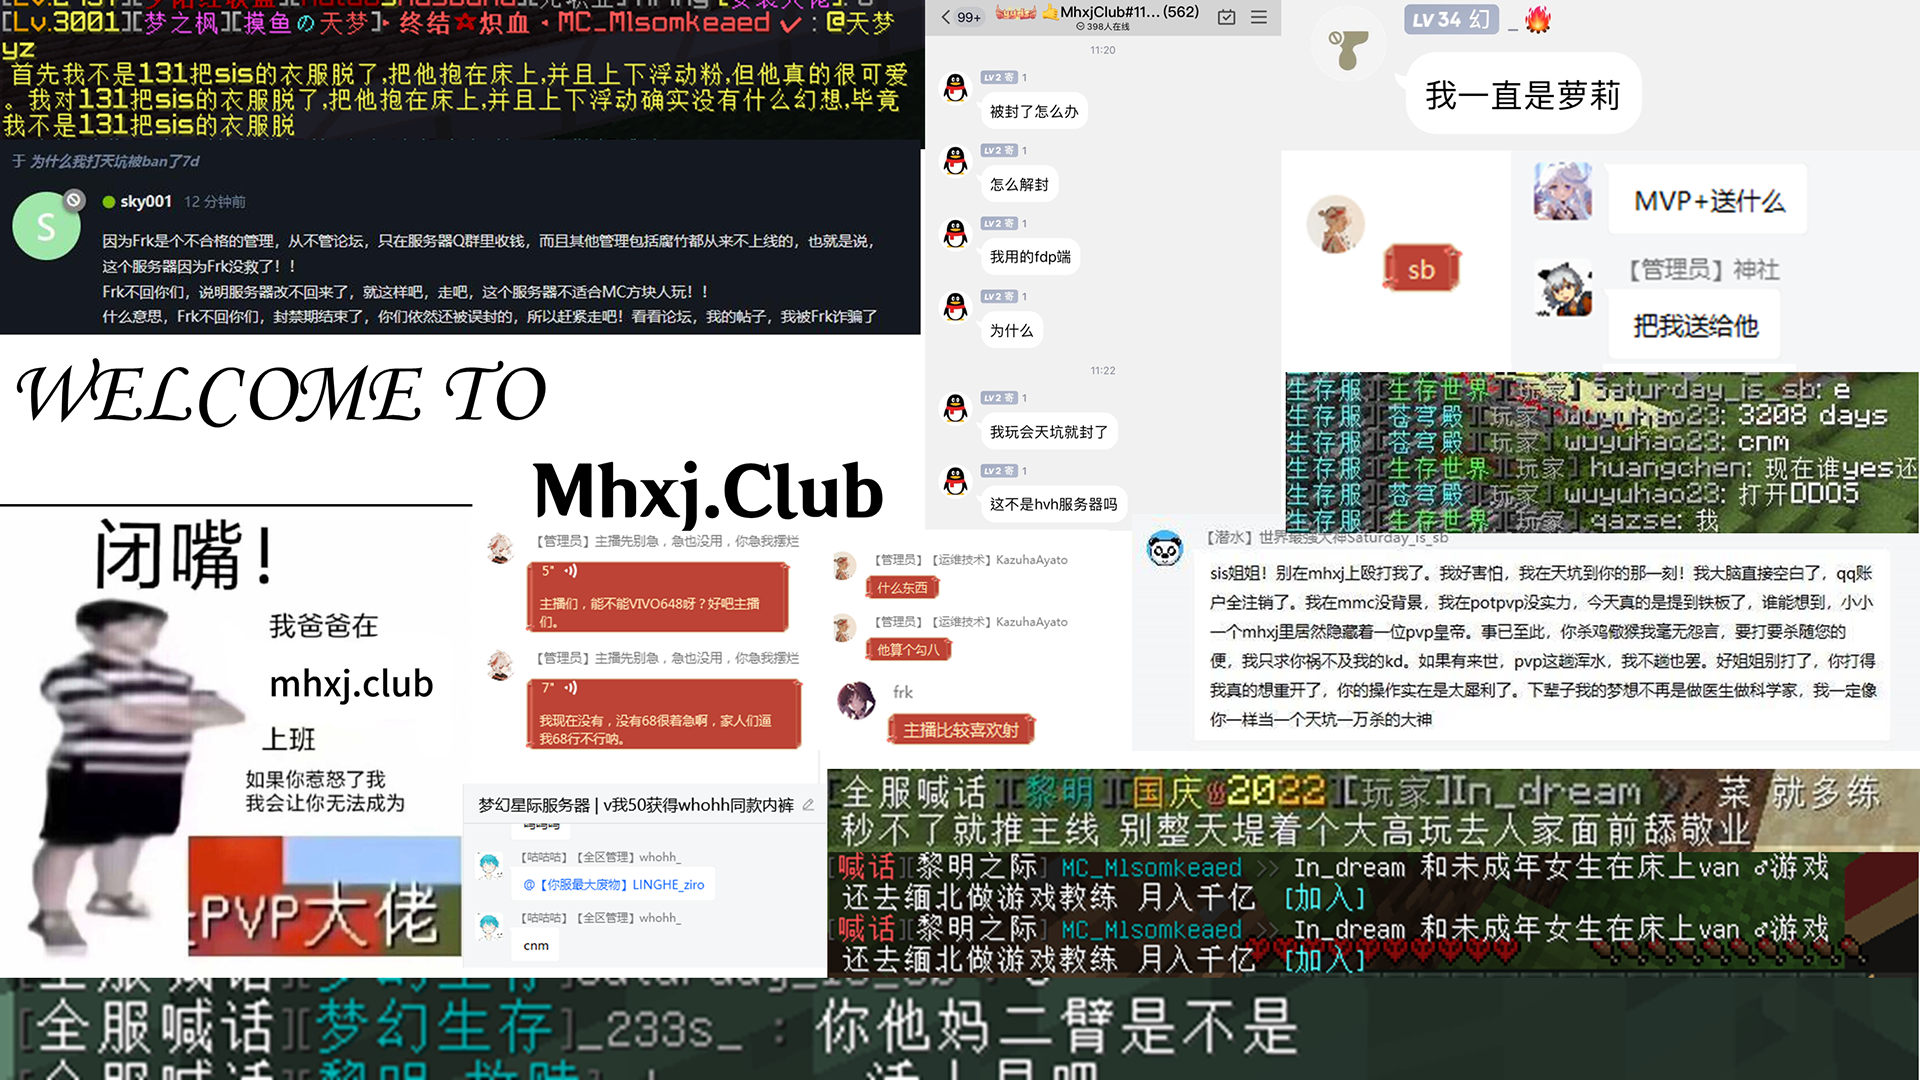 [Lv.3001][梦之枫][摸鱼の天梦]▸ 终结★炽血 · MC_Mlsomkeaed ✓ : @天梦
yz
首先我不是131把sis的衣服脱了,把他抱在床上,并且上下浮动粉,但他真的很可爱
。我对131把sis的衣服脱了,把他抱在床上,并且上下浮动确实没有什么幻想,毕竟
我不是131把sis的衣服脱
于 为什么我打天坑被ban了7d
S
sky001 12 分钟前
因为Frk是个不合格的管理，从不管论坛，只在服务器Q群里收钱，而且其他管理包括腐竹都从来不上线的，也就是说，
这个服务器因为Frk没救了！！
Frk不回你们，说明服务器改不回来了，就这样吧，走吧，这个服务器不适合MC方块人玩！！
什么意思，Frk不回你们，封禁期结束了，你们依然还被误封的，所以赶紧走吧！看看论坛，我的帖子，我被Frk诈骗了
WELCOME TO
Mhxj.Club
闭嘴！
我爸爸在
mhxj.club
上班
如果你惹怒了我
我会让你无法成为
PVP大佬
99+
MhxjClub#11... (562)
398人在线
11:20
LV2 寄 1
被封了怎么办
LV2 寄 1
怎么解封
LV2 寄 1
我用的fdp端
LV2 寄 1
为什么
11:22
LV2 寄 1
我玩会天坑就封了
LV2 寄 1
这不是hvh服务器吗
LV 34 幻 _
我一直是萝莉
sb
MVP+送什么
【管理员】神社
把我送给他
生存服][生存世界][玩家] Saturday_is_sb: e
生存服][苍穹殿][玩家] wuyuhao23: 3208 days
生存服][苍穹殿][玩家] wuyuhao23: cnm
生存服][生存世界][玩家] huangchen: 现在谁yes还
生存服][苍穹殿][玩家] wuyuhao23: 打开DDOS
生存服][生存世界][玩家] qazse: 我
【管理员】主播先别急，急也没用，你急我摆烂
5"
主播们，能不能VIVO648呀？好吧主播
们。
【管理员】主播先别急，急也没用，你急我摆烂
7"
我现在没有，没有68很着急啊，家人们逼
我68行不行呐。
【管理员】【运维技术】KazuhaAyato
什么东西
【管理员】【运维技术】KazuhaAyato
他算个勾八
frk
主播比较喜欢射
【潜水】世界最强大神Saturday_is_sb
sis姐姐！别在mhxj上殴打我了。我好害怕，我在天坑到你的那一刻！我大脑直接空白了，qq账
户全注销了。我在mmc没背景，我在potpvp没实力，今天真的是提到铁板了，谁能想到，小小
一个mhxj里居然隐藏着一位pvp皇帝。事已至此，你杀鸡儆猴我毫无怨言，要打要杀随您的
便，我只求你祸不及我的kd。如果有来世，pvp这趟浑水，我不趟也罢。好姐姐别打了，你打得
我真的想重开了，你的操作实在是太犀利了。下辈子我的梦想不再是做医生做科学家，我一定像
你一样当一个天坑一万杀的大神
梦幻星际服务器 | v我50获得whohh同款内裤
【咕咕咕】【全区管理】whohh_
@【你服最大废物】LINGHE_ziro
【咕咕咕】【全区管理】whohh_
cnm
全服喊话][黎明][国庆♨2022][玩家]In_dream >> 菜 就多练
秒不了就推主线 别整天堤着个大高玩去人家面前舔敬业
[喊话][黎明之际] MC_Mlsomkeaed >> In_dream 和未成年女生在床上van ♂游戏
还去缅北做游戏教练 月入千亿 [加入]
[喊话][黎明之际] MC_Mlsomkeaed >> In_dream 和未成年女生在床上van ♂游戏
还去缅北做游戏教练 月入千亿 [加入]
[全服喊话][梦幻生存]_233s_ : 你他妈二臂是不是